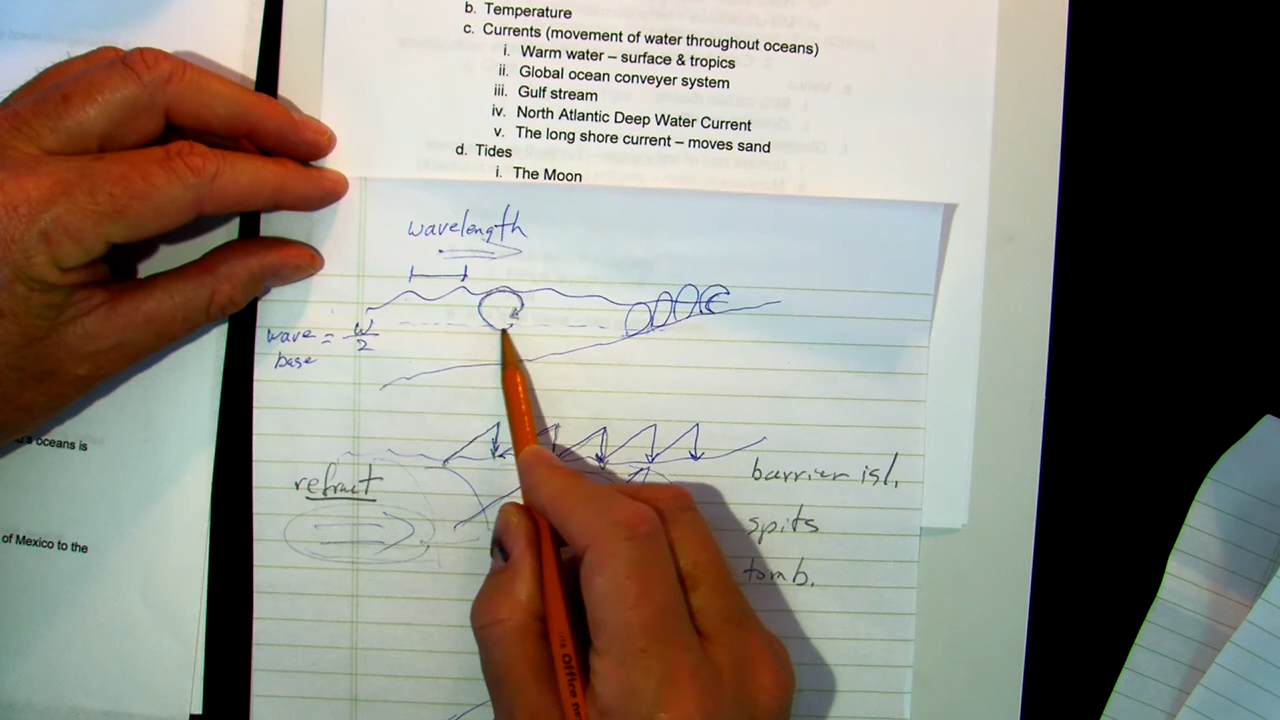 b. Temperature
c. Currents (movement of water throughout oceans)
i. Warm water – surface & tropics
ii. Global ocean conveyer system
iii. Gulf stream
iv. North Atlantic Deep Water Current
v. The long shore current – moves sand
d. Tides
i. The Moon
wavelength
wave base = w/2
refract
barrier isl.
spits
tomb.
oceans is
of Mexico to the
Office